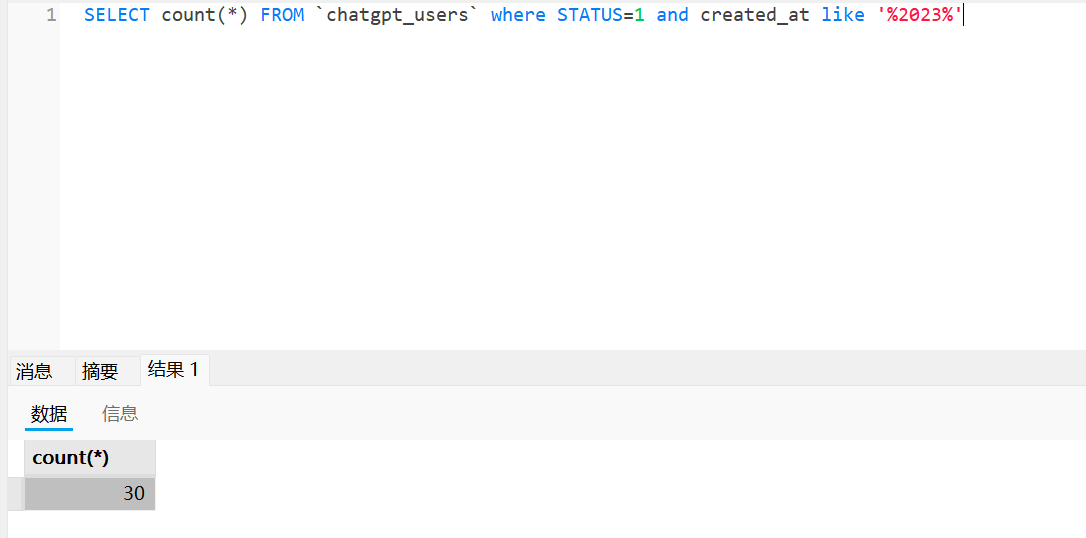 1 SELECT count(*) FROM `chatgpt_users` where STATUS=1 and created_at like '%2023%'
消息 摘要 结果 1
数据 信息
count(*)
30